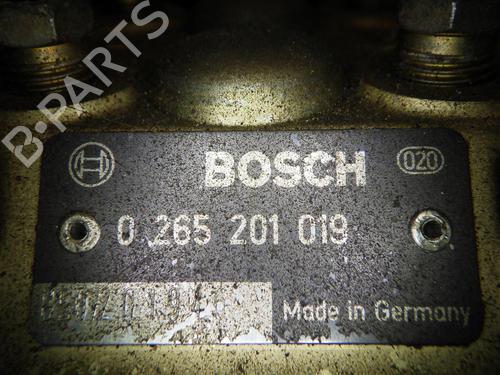 B-PARTS
BOSCH
020
0 265 201 019
Made in Germany